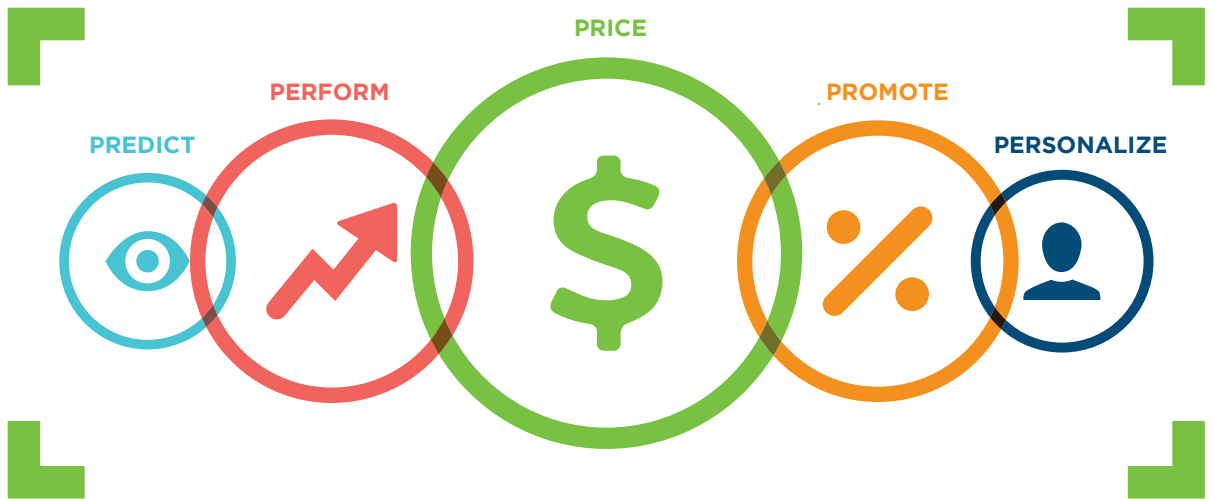 PREDICT
PERFORM
PRICE
PROMOTE
PERSONALIZE
$
%